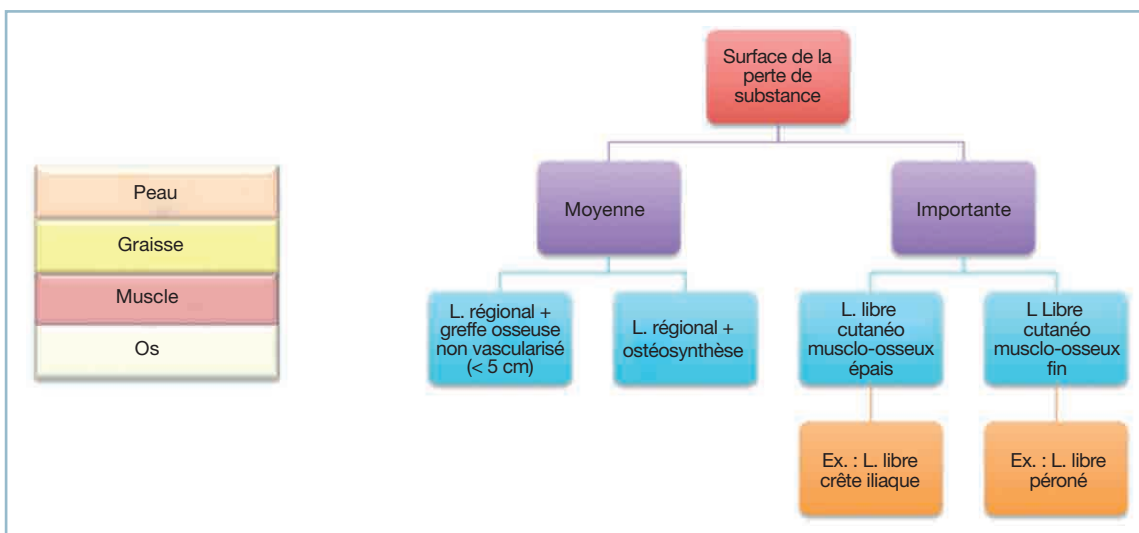 Peau
Graisse
Muscle
Os
Surface de la
perte de
substance
Moyenne
Importante
L. régional +
greffe osseuse
non vascularisé
(< 5 cm)
L. régional +
ostéosynthèse
L. libre
cutanéo
musclo-osseux
épais
L Libre
cutanéo
musclo-osseux
fin
Ex. : L. libre
crête iliaque
Ex. : L. libre
péroné